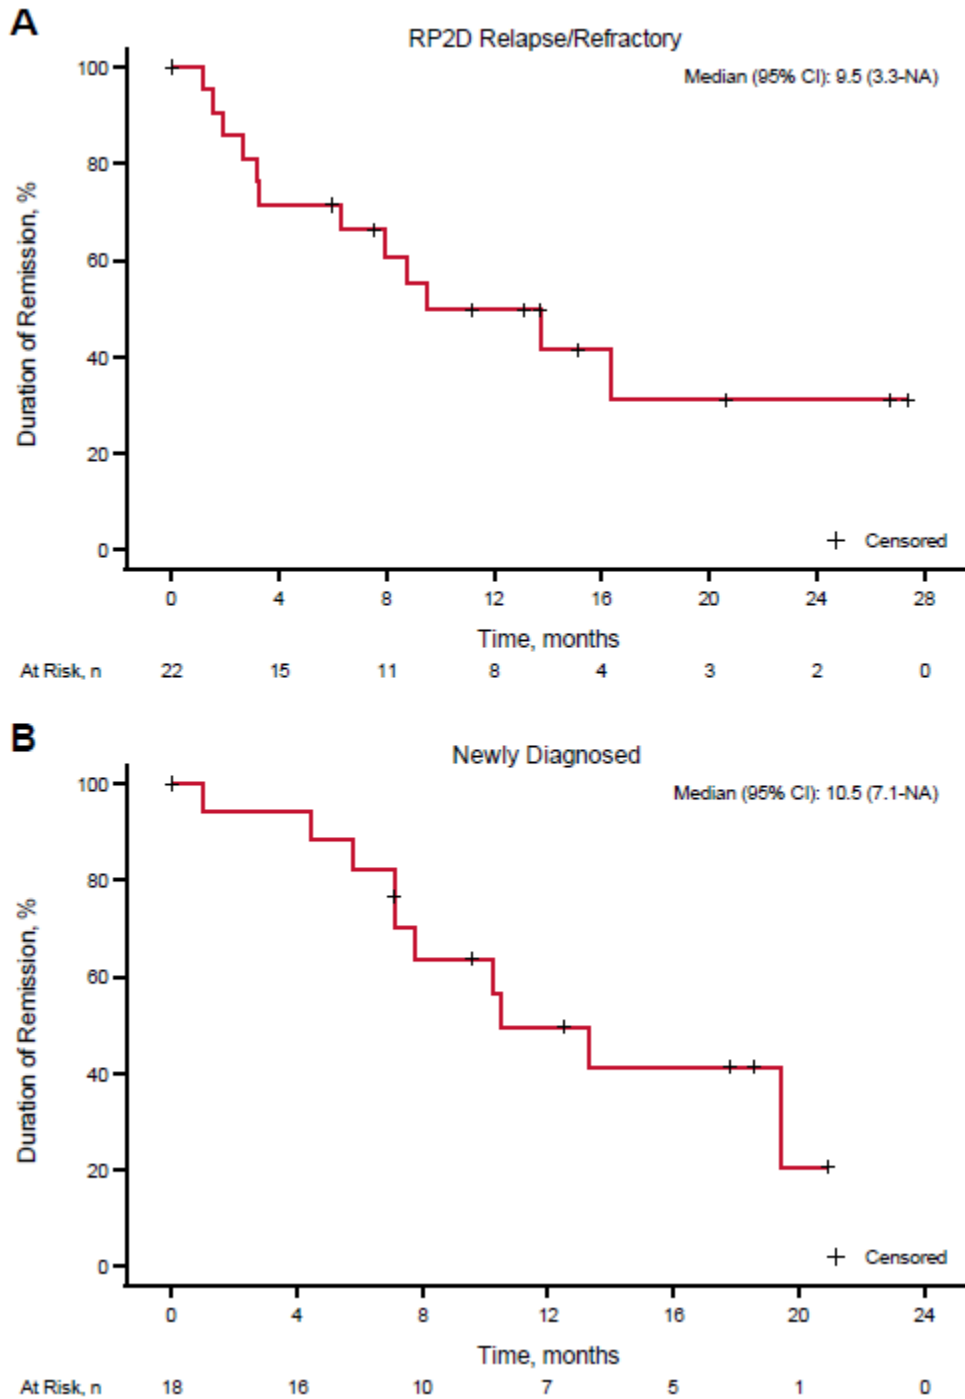 A
RP2D Relapse/Refractory
Median (95% CI): 9.5 (3.3-NA)
Duration of Remission, %
100
80
60
40
20
0
+ Censored
0 4 8 12 16 20 24 28
Time, months
At Risk, n 22 15 11 8 4 3 2 0
B
Newly Diagnosed
Median (95% CI): 10.5 (7.1-NA)
Duration of Remission, %
100
80
60
40
20
0
+ Censored
0 4 8 12 16 20 24
Time, months
At Risk, n 18 16 10 7 5 1 0